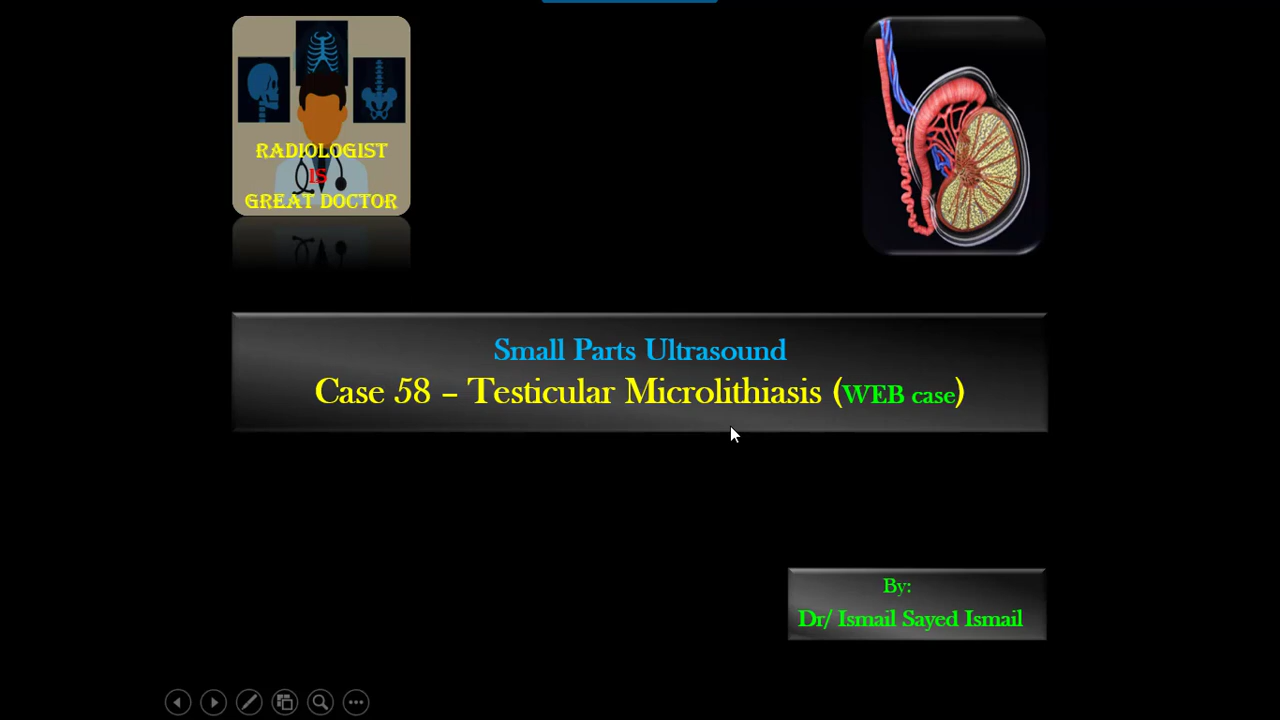 RADIOLOGIST
IS
GREAT DOCTOR
Small Parts Ultrasound
Case 58 – Testicular Microlithiasis (WEB case)
By:
Dr/ Ismail Sayed Ismail